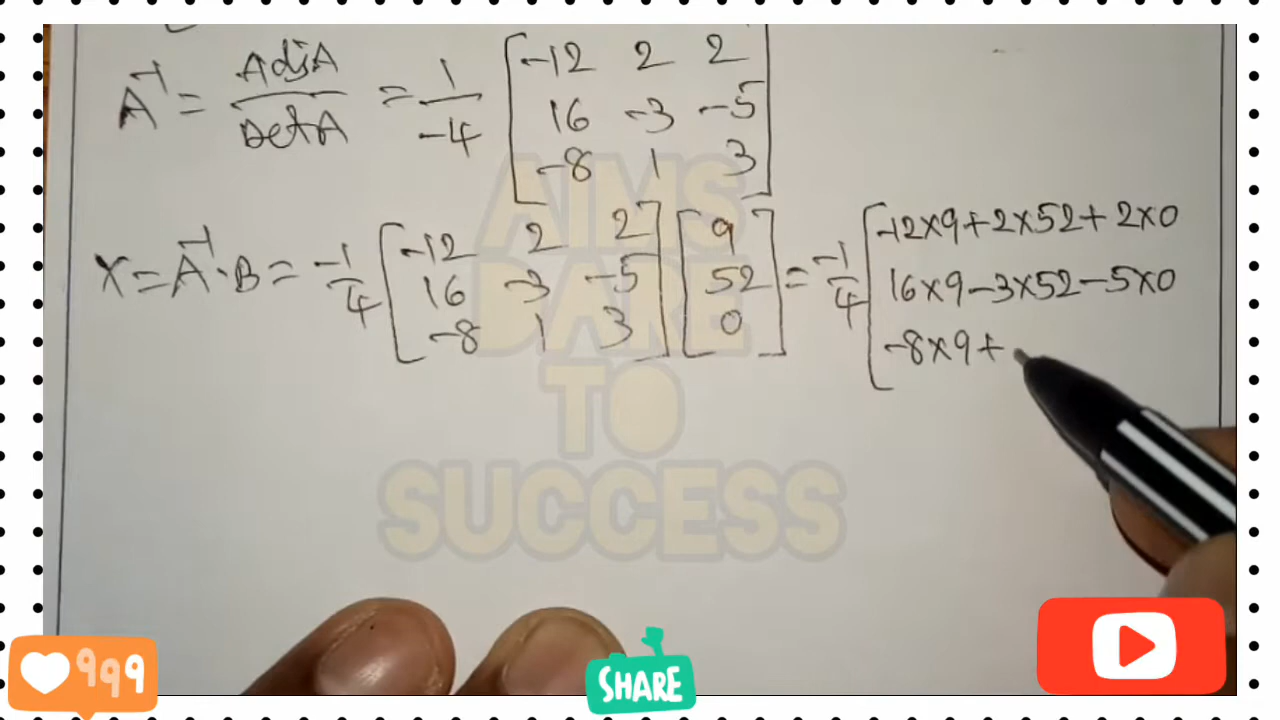 A⁻¹ = AdjA / DetA = 1/-4 [-12 2 2
16 -3 -5
-8 1 3]
X = A⁻¹·B = -1/4 [-12 2 2 [9 = -1/4 [-12×9+2×52+2×0
16 -3 -5 52 16×9-3×52-5×0
-8 1 3] 0] -8×9+
AIMS
DARE
TO
SUCCESS
999
SHARE